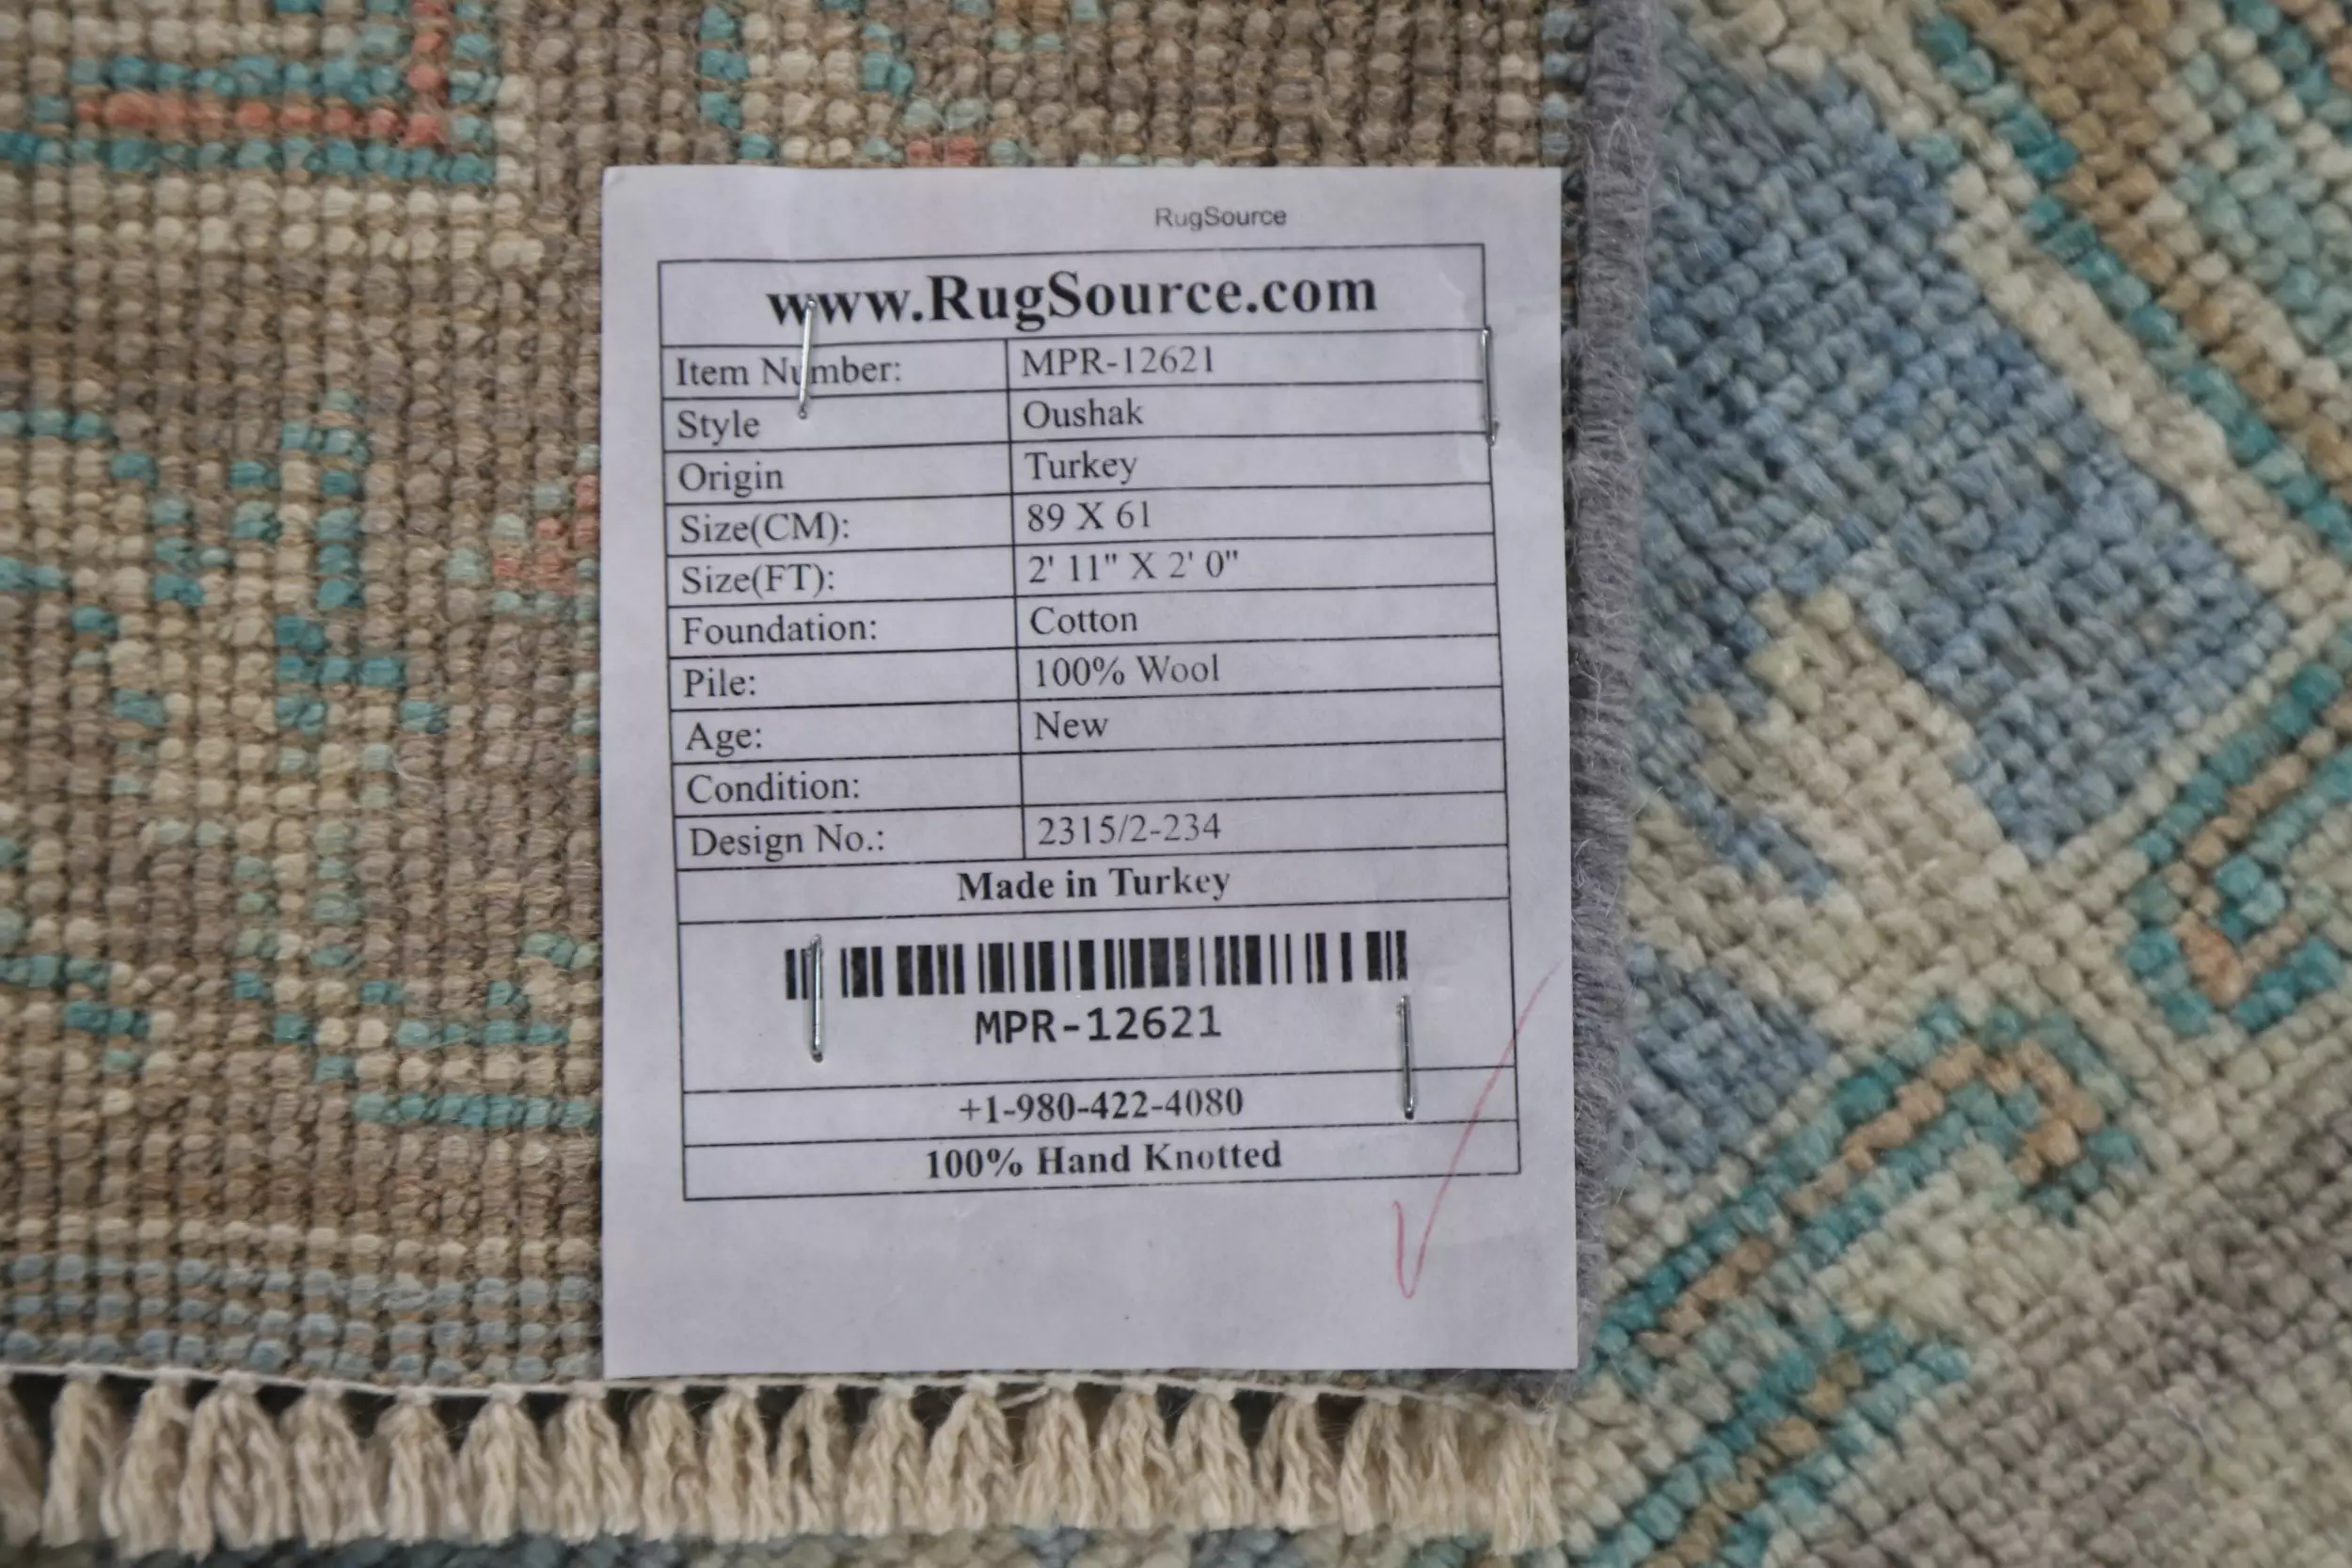 RugSource
www.RugSource.com
Item Number: MPR-12621
Style Oushak
Origin Turkey
Size(CM): 89 X 61
Size(FT): 2' 11" X 2' 0"
Foundation: Cotton
Pile: 100% Wool
Age: New
Condition:
Design No.: 2315/2-234
Made in Turkey
MPR-12621
+1-980-422-4080
100% Hand Knotted